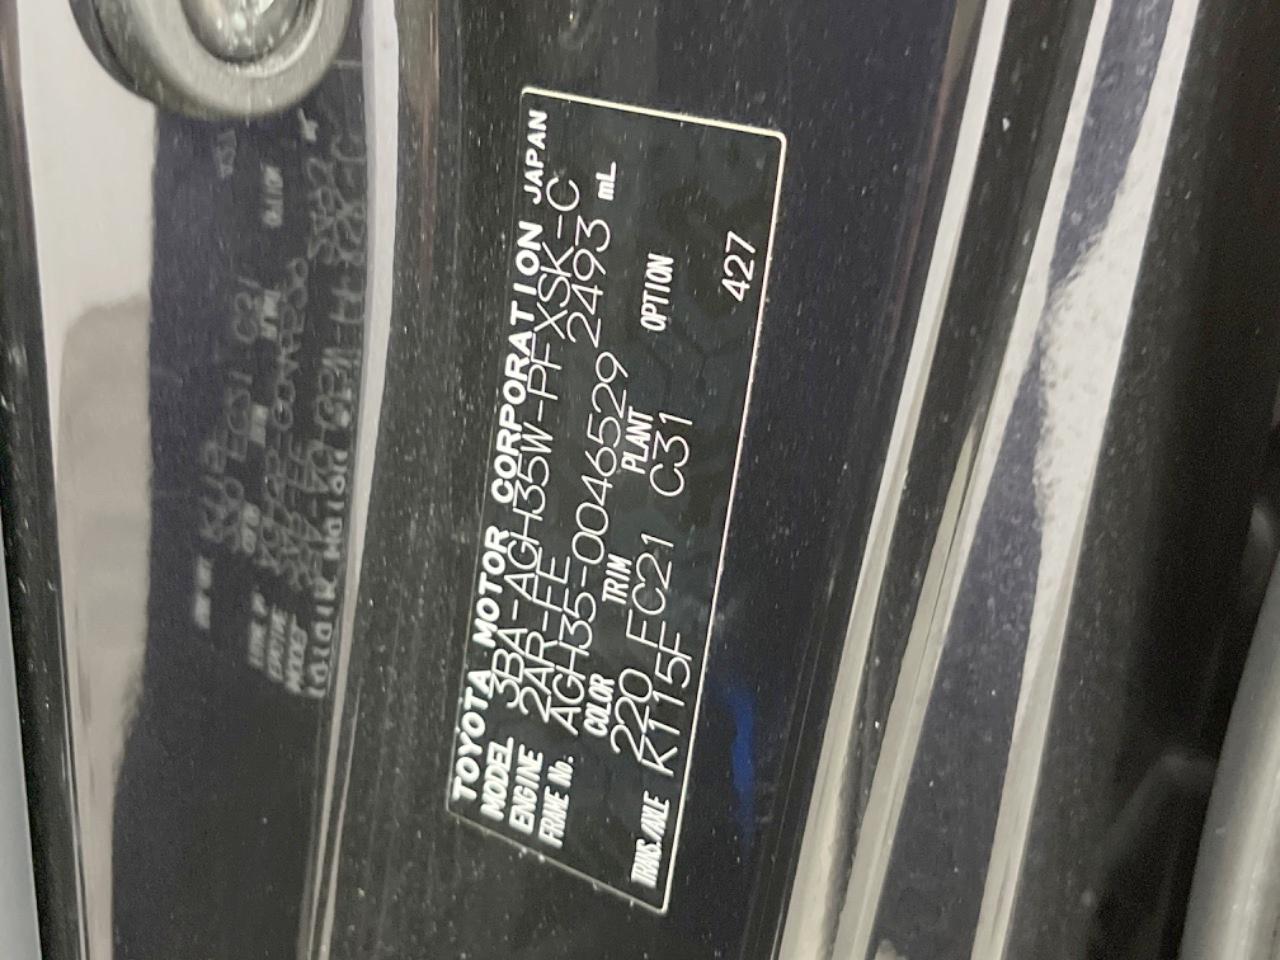 TOYOTA MOTOR CORPORATION JAPAN
MODEL 3BA-AGH35W-PFXSK-C
ENGINE 2AR-FE 2493 mL
FRAME No. AGH35-0046529
COLOR TRIM PLANT OPTION
220 FC21 C31
TRANS./AXLE K115F 427